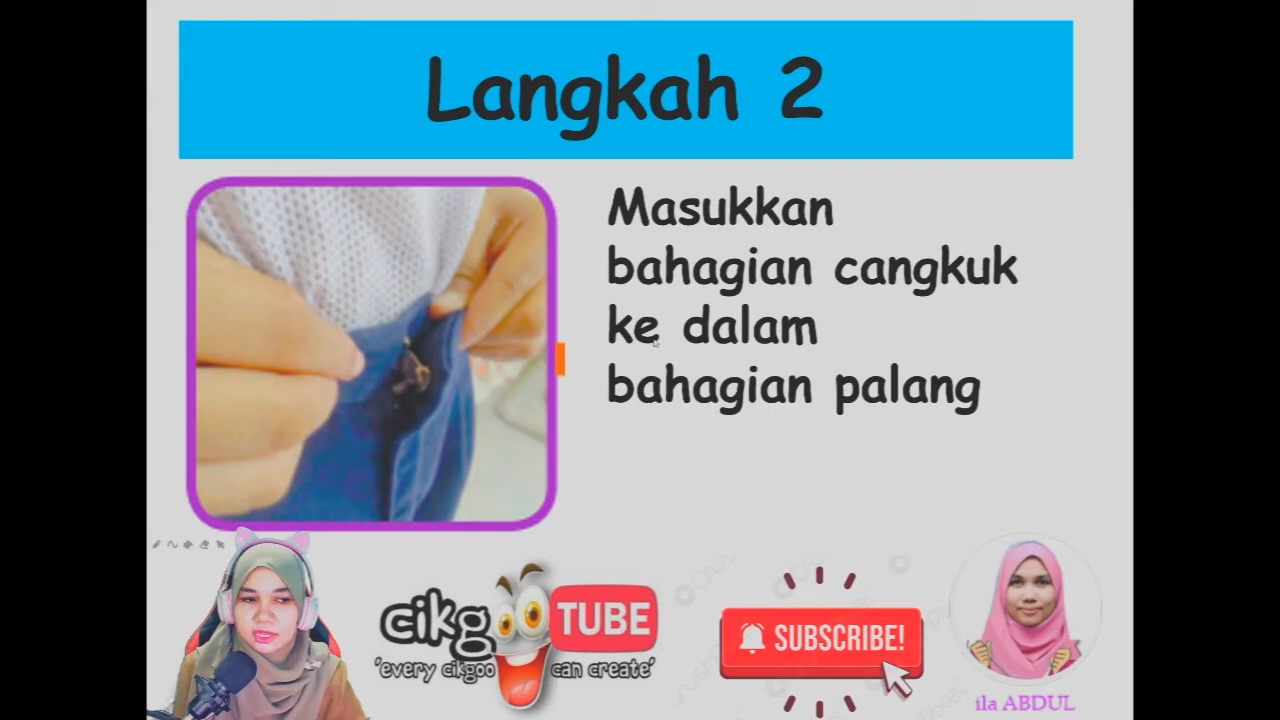 Langkah 2
Masukkan
bahagian cangkuk
ke dalam
bahagian palang
cikgoo TUBE
'every cikgoo can create'
SUBSCRIBE!
ila ABDUL